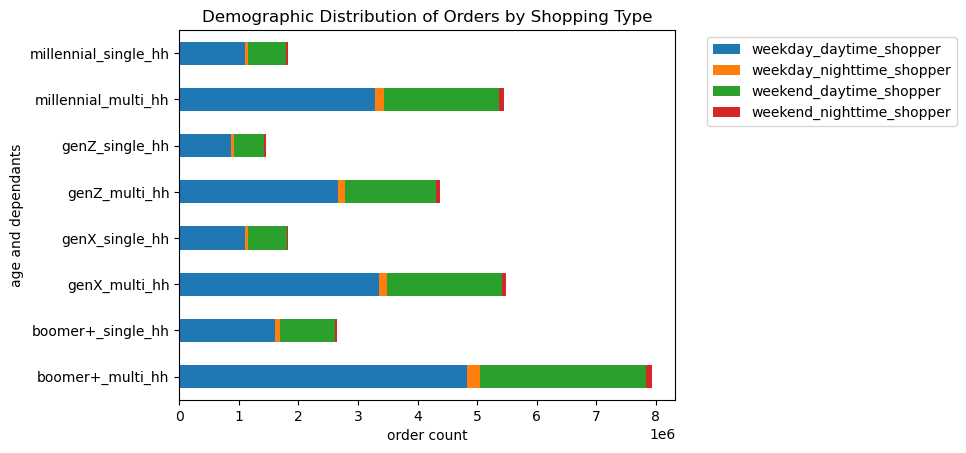 Demographic Distribution of Orders by Shopping Type
millennial_single_hh
millennial_multi_hh
genZ_single_hh
genZ_multi_hh
genX_single_hh
genX_multi_hh
boomer+_single_hh
boomer+_multi_hh
age and dependants
0 1 2 3 4 5 6 7 8
1e6
order count
weekday_daytime_shopper
weekday_nighttime_shopper
weekend_daytime_shopper
weekend_nighttime_shopper